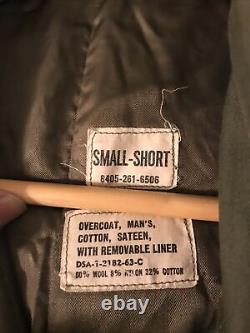 SMALL-SHORT
8405-261-6506
OVERCOAT, MAN'S,
COTTON, SATEEN,
WITH REMOVABLE LINER
DSA-1-2182-63-C
60% WOOL 8% NYLON 32% COTTON